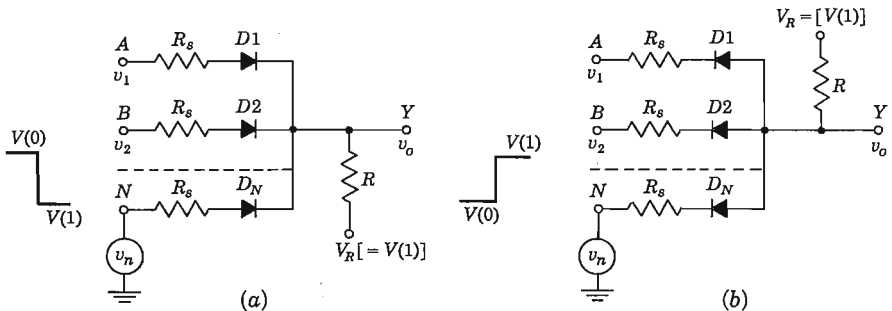 A
R_s
D1
v_1
B
R_s
D2
v_2
V(0)
V(1)
N
R_s
D_N
v_n
Y
v_o
R
V_R[= V(1)]
(a)
V_R = [V(1)]
R
A
R_s
D1
v_1
B
R_s
D2
v_2
V(1)
V(0)
N
R_s
D_N
v_n
Y
v_o
(b)